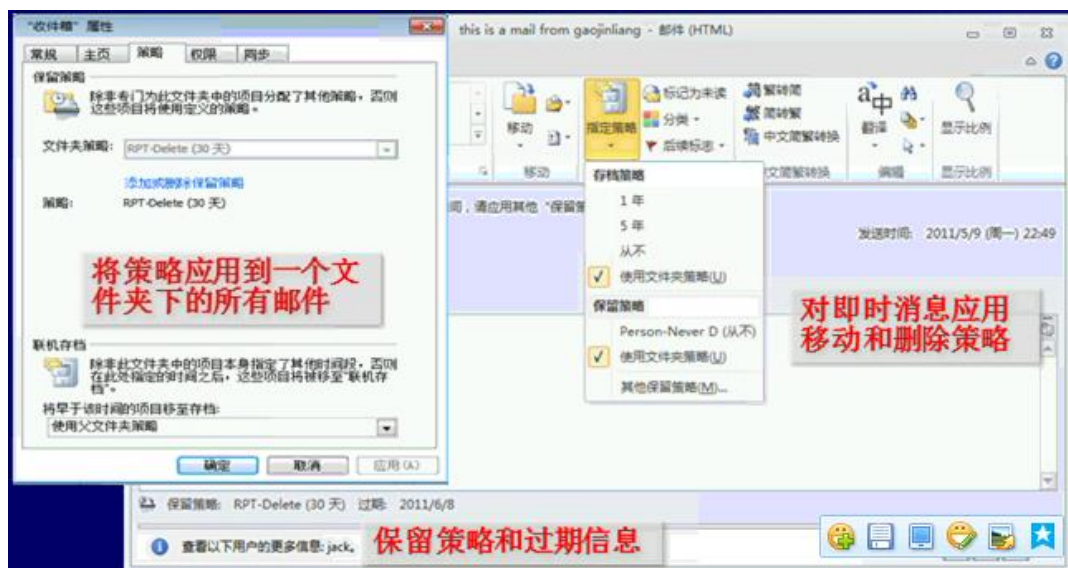 "收件箱" 属性
常规 主页 策略 权限 同步
保留策略
除非专门为此文件夹中的项目分配了其他策略，否则
这些项目将使用定义的策略。
文件夹策略: RPT-Delete (30 天)
添加或删除保留策略
策略: RPT-Delete (30 天)
将策略应用到一个文
件夹下的所有邮件
联机存档
除非此文件夹中的项目本身指定了其他时间段，否则
在此处指定的时间之后，这些项目将被移至"联机存
档"。
将早于该时间的项目移至存档:
使用父文件夹策略
确定 取消 应用(A)
this is a mail from gaojinliang - 邮件 (HTML)
移动
指定策略
标记为未读
分类
后续标志
繁转简
简转繁
中文简繁转换
翻译
显示比例
移动 文简繁转换 编辑 显示比例
间，请应用其他 "保留策
发送时间: 2011/5/9 (周一) 22:49
存档策略
1 年
5 年
从不
使用文件夹策略(U)
保留策略
Person-Never D (从不)
使用文件夹策略(U)
其他保留策略(M)...
对即时消息应用
移动和删除策略
保留策略: RPT-Delete (30 天) 过期: 2011/6/8
查看以下用户的更多信息: jack。
保留策略和过期信息